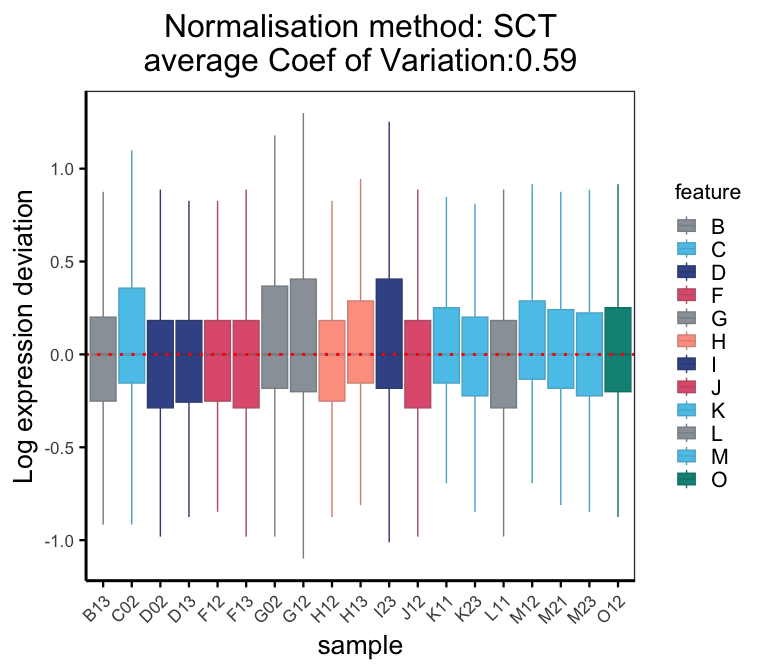 Normalisation method: SCT
average Coef of Variation:0.59
Log expression deviation
1.0
0.5
0.0
-0.5
-1.0
B13 C02 D02 D13 F12 F13 G02 G12 H12 H13 I23 J12 K11 K23 L11 M12 M21 M23 O12
sample
feature
B
C
D
F
G
H
I
J
K
L
M
O